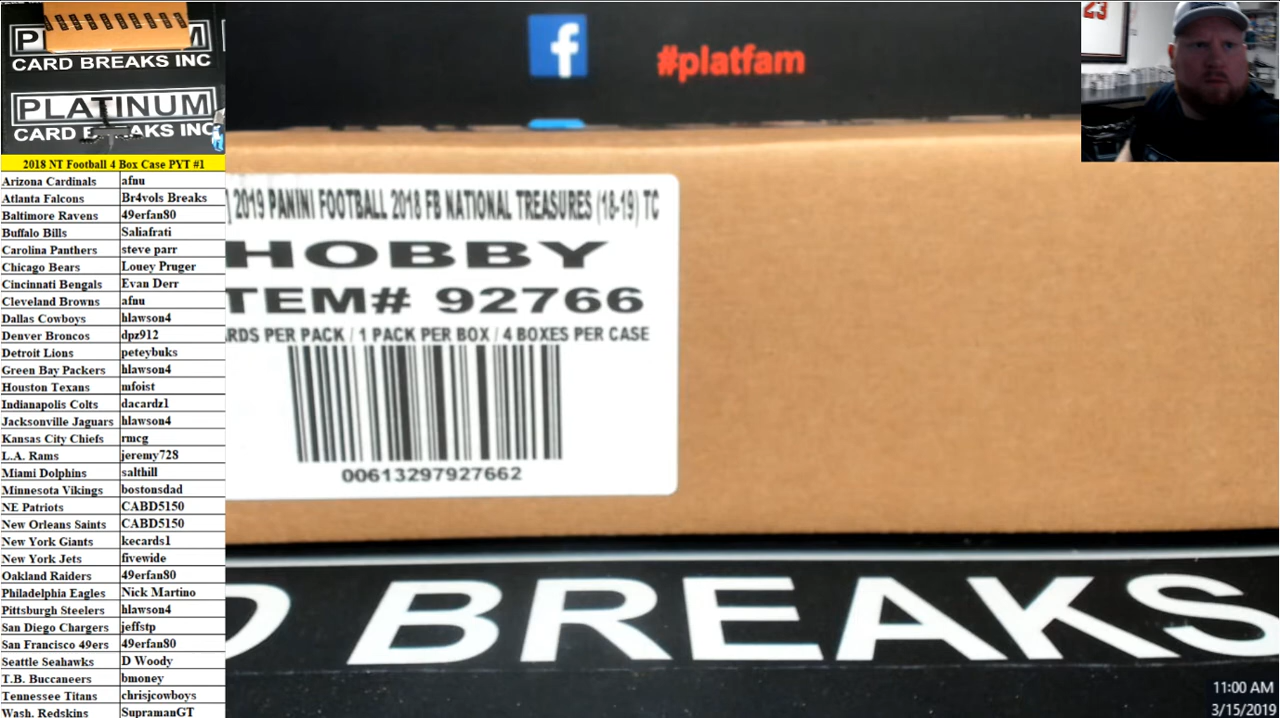 CARD BREAKS INC
PLATINUM
CARD BREAKS INC
2018 NT Football 4 Box Case PYT #1
Arizona Cardinals afnu
Atlanta Falcons Br4vols Breaks
Baltimore Ravens 49erfan80
Buffalo Bills Saliafrati
Carolina Panthers steve parr
Chicago Bears Louey Pruger
Cincinnati Bengals Evan Derr
Cleveland Browns afnu
Dallas Cowboys hlawson4
Denver Broncos dpz912
Detroit Lions peteybuks
Green Bay Packers hlawson4
Houston Texans mfoist
Indianapolis Colts dacardz1
Jacksonville Jaguars hlawson4
Kansas City Chiefs rmcg
L.A. Rams jeremy728
Miami Dolphins salthill
Minnesota Vikings bostonsdad
NE Patriots CABD5150
New Orleans Saints CABD5150
New York Giants kecards1
New York Jets fivewide
Oakland Raiders 49erfan80
Philadelphia Eagles Nick Martino
Pittsburgh Steelers hlawson4
San Diego Chargers jeffstp
San Francisco 49ers 49erfan80
Seattle Seahawks D Woody
T.B. Buccaneers bmoney
Tennessee Titans chrisjcowboys
Wash. Redskins SupramanGT
f #platfam
2019 PANINI FOOTBALL 2018 FB NATIONAL TREASURES (18-19) TC
HOBBY
TEM# 92766
RDS PER PACK / 1 PACK PER BOX / 4 BOXES PER CASE
00613297927662
D BREAKS
23
11:00 AM
3/15/2019